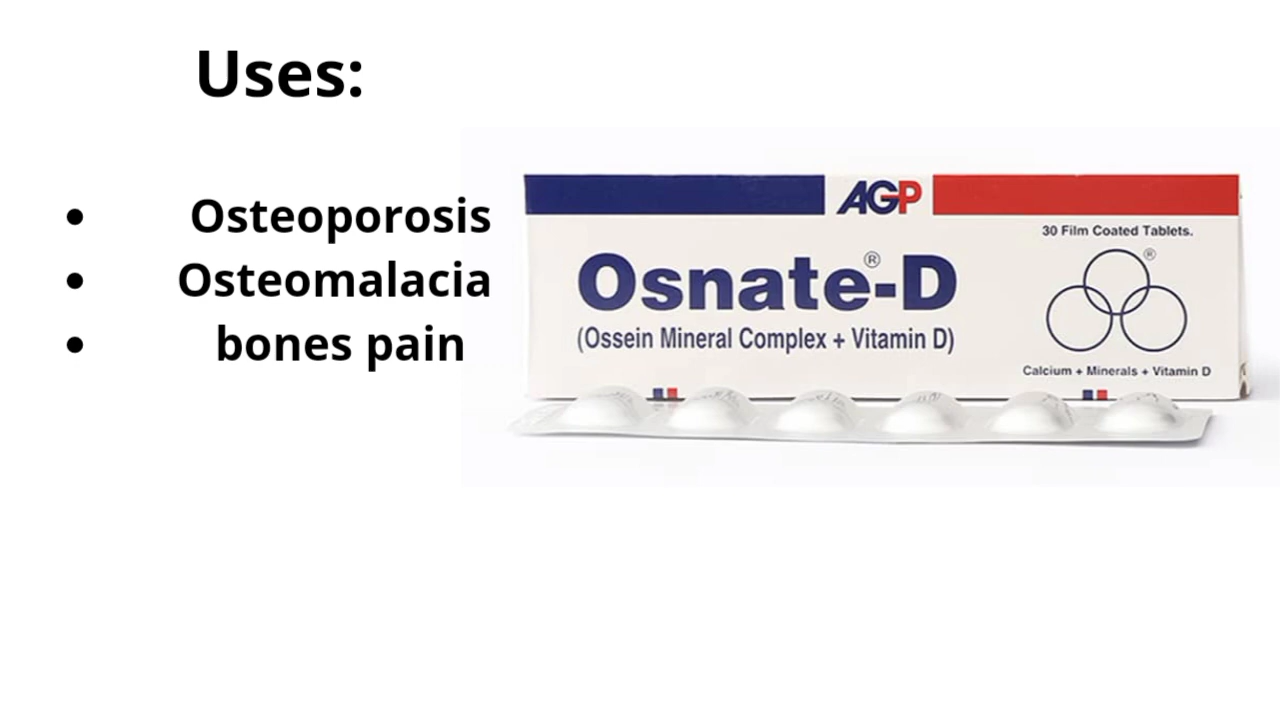 Uses:
• Osteoporosis
• Osteomalacia
• bones pain
AGP
30 Film Coated Tablets.
Osnate®-D
(Ossein Mineral Complex + Vitamin D)
®
Calcium + Minerals + Vitamin D